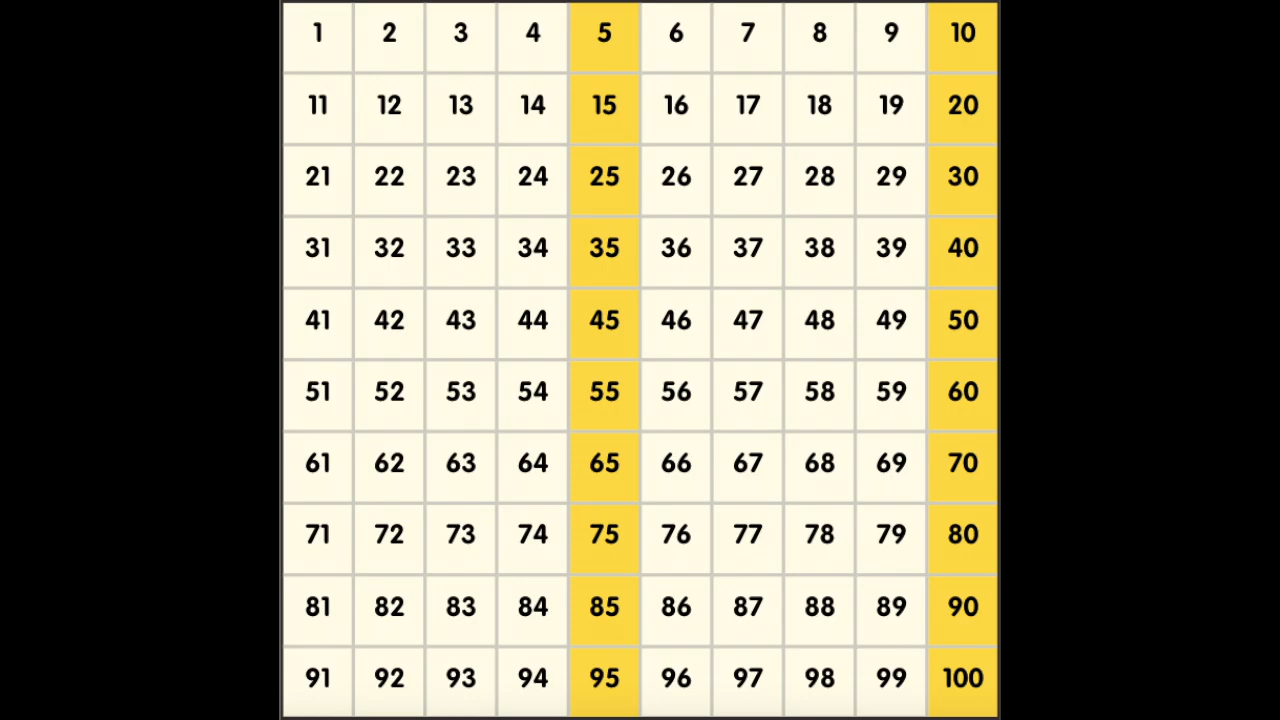 1 2 3 4 5 6 7 8 9 10
11 12 13 14 15 16 17 18 19 20
21 22 23 24 25 26 27 28 29 30
31 32 33 34 35 36 37 38 39 40
41 42 43 44 45 46 47 48 49 50
51 52 53 54 55 56 57 58 59 60
61 62 63 64 65 66 67 68 69 70
71 72 73 74 75 76 77 78 79 80
81 82 83 84 85 86 87 88 89 90
91 92 93 94 95 96 97 98 99 100